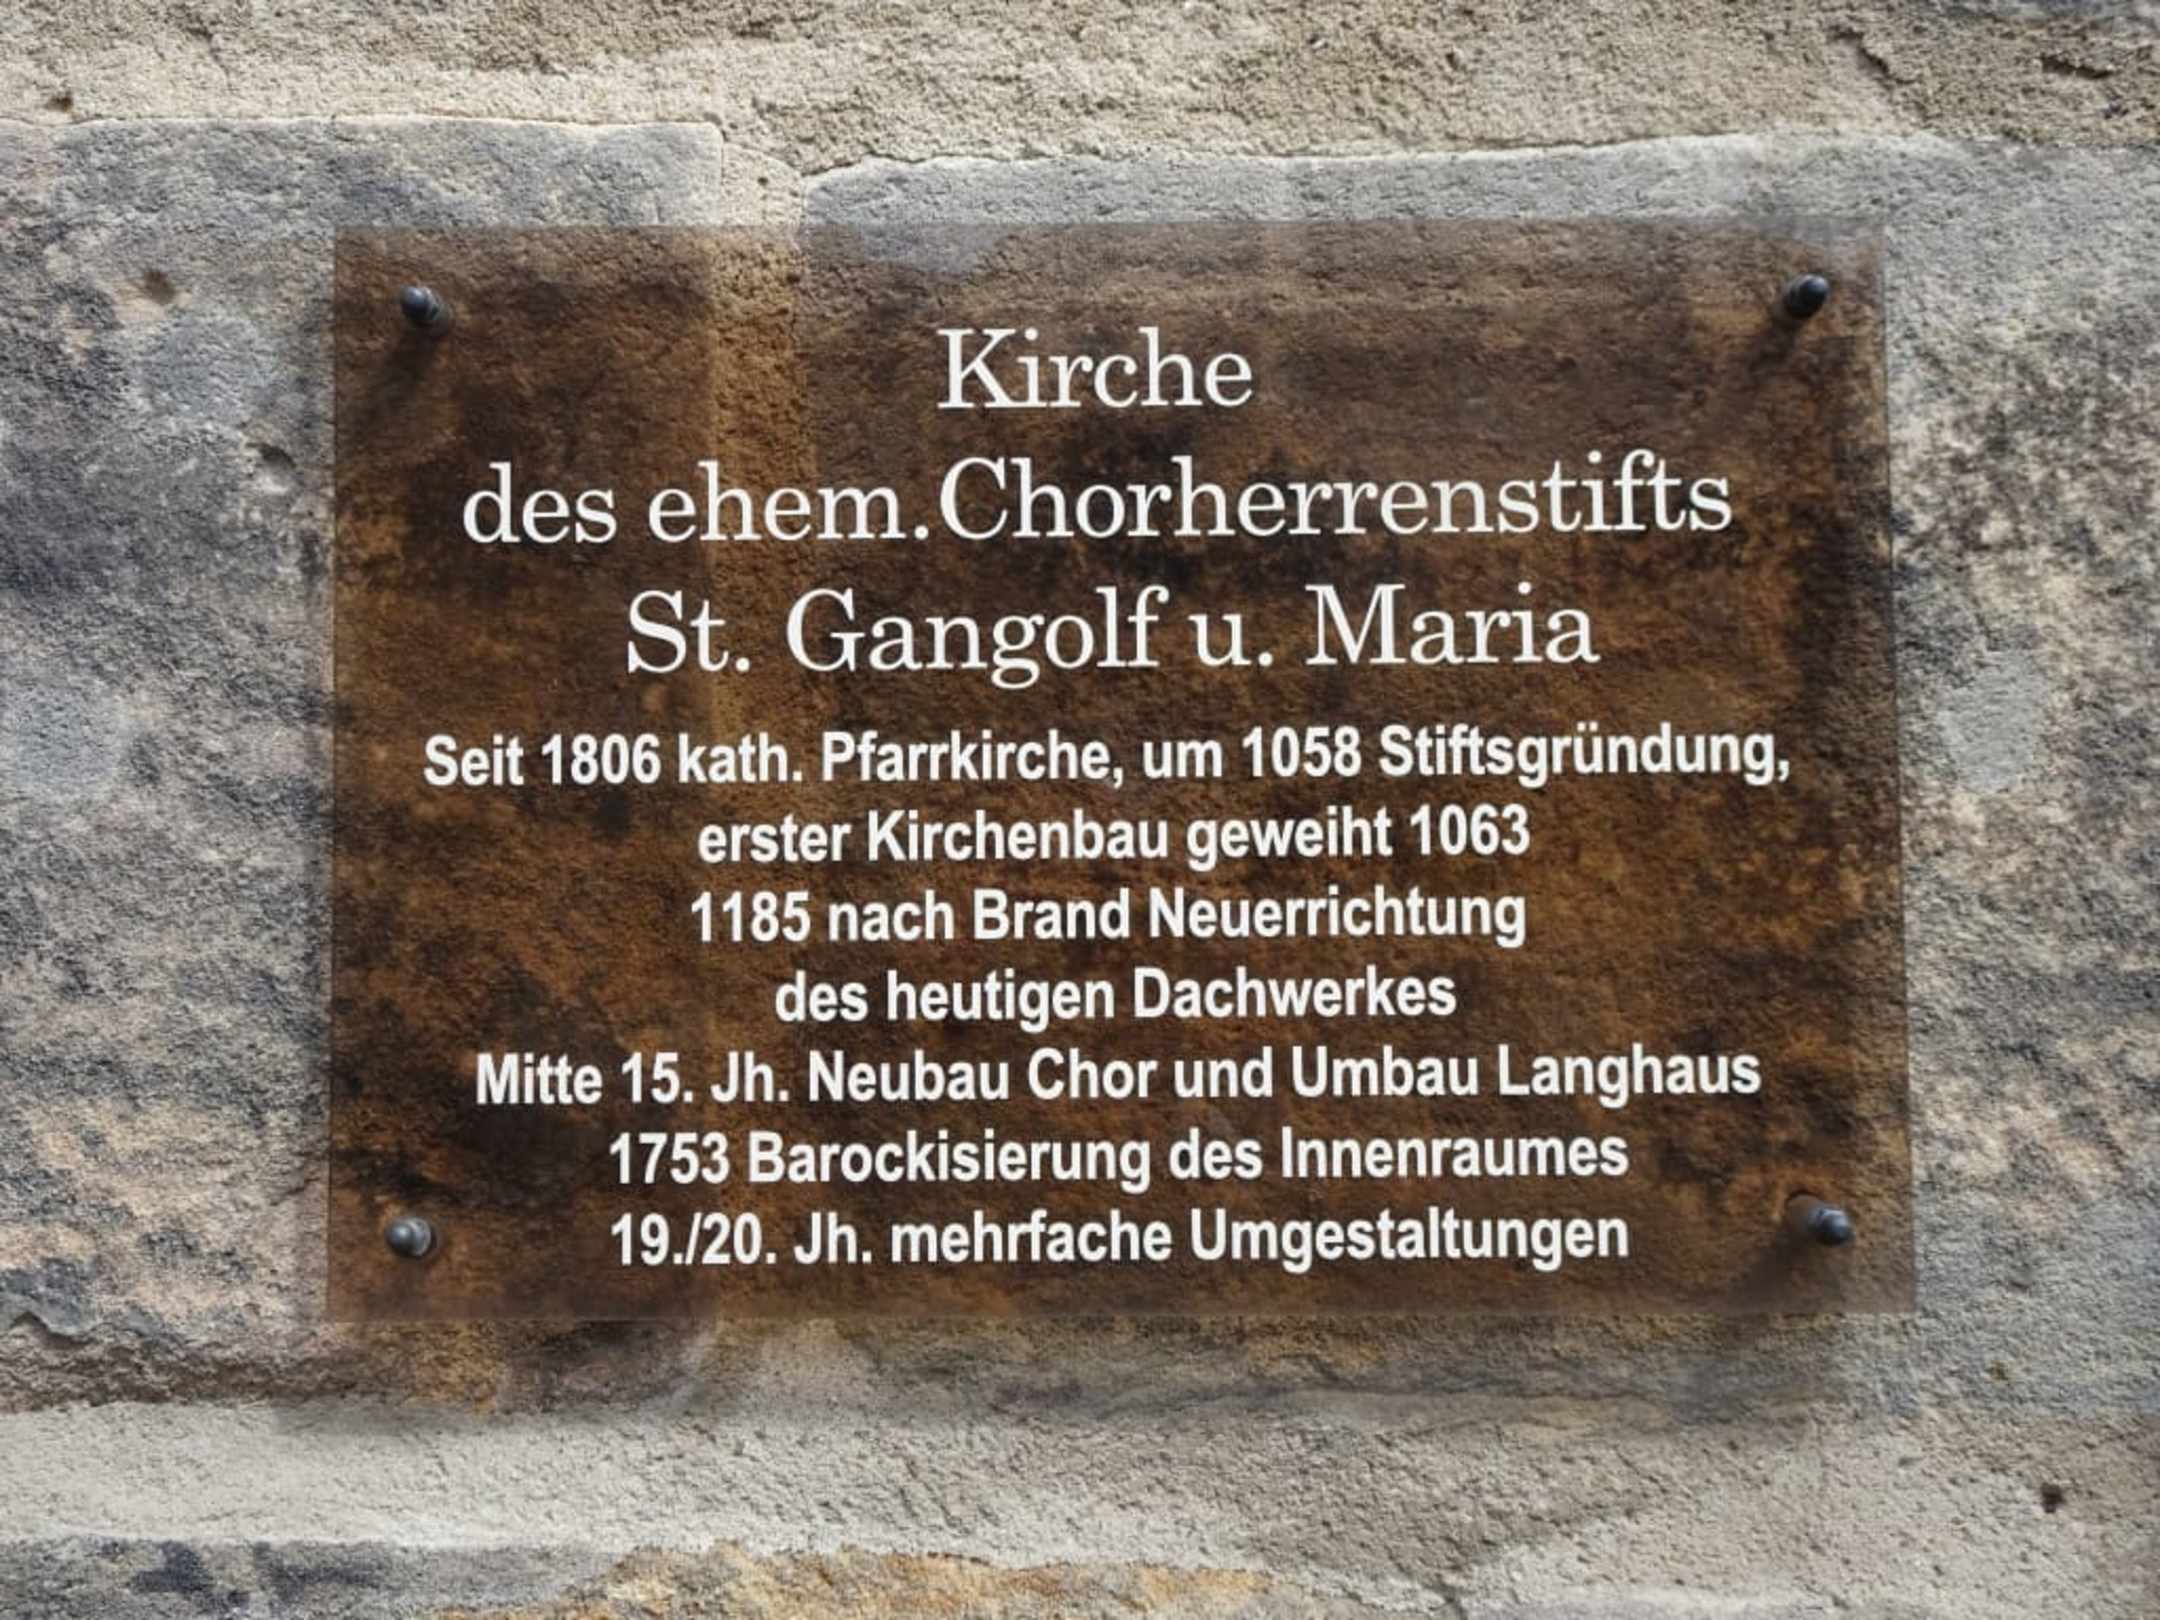 Kirche
des ehem. Chorherrenstifts
St. Gangolf u. Maria
Seit 1806 kath. Pfarrkirche, um 1058 Stiftsgründung,
erster Kirchenbau geweiht 1063
1185 nach Brand Neuerrichtung
des heutigen Dachwerkes
Mitte 15. Jh. Neubau Chor und Umbau Langhaus
1753 Barockisierung des Innenraumes
19./20. Jh. mehrfache Umgestaltungen